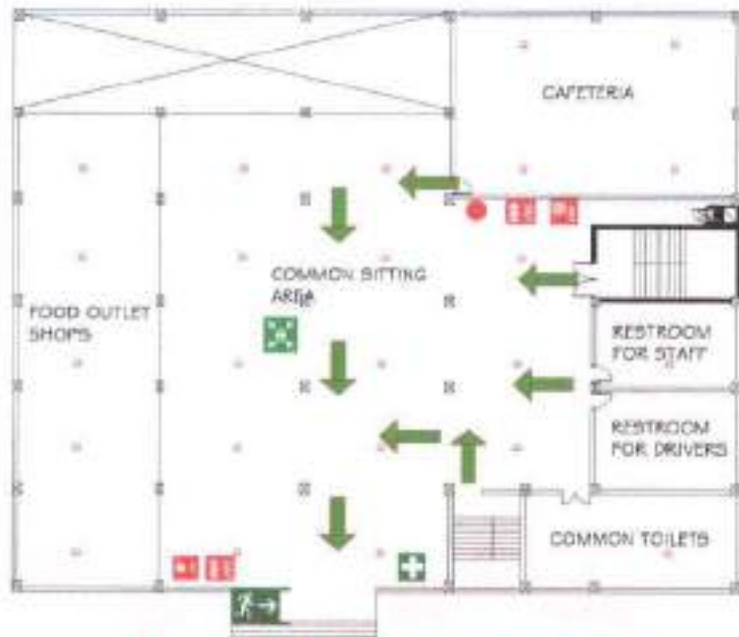 CAFETERIA
COMMON SITTING
AREA
FOOD OUTLET
SHOPS
RESTROOM
FOR STAFF
RESTROOM
FOR DRIVERS
COMMON TOILETS